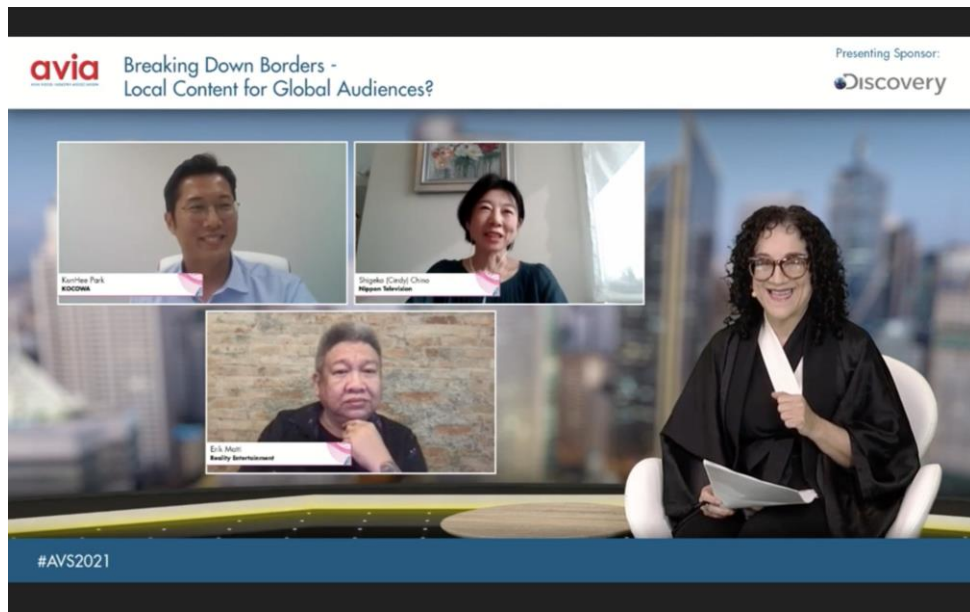 avia
Breaking Down Borders -
Local Content for Global Audiences?
Presenting Sponsor:
Discovery
KunHee Park
KOCOWA
Shigeko (Cindy) Chino
Nippon Television
Erik Matti
Reality Entertainment
#AVS2021